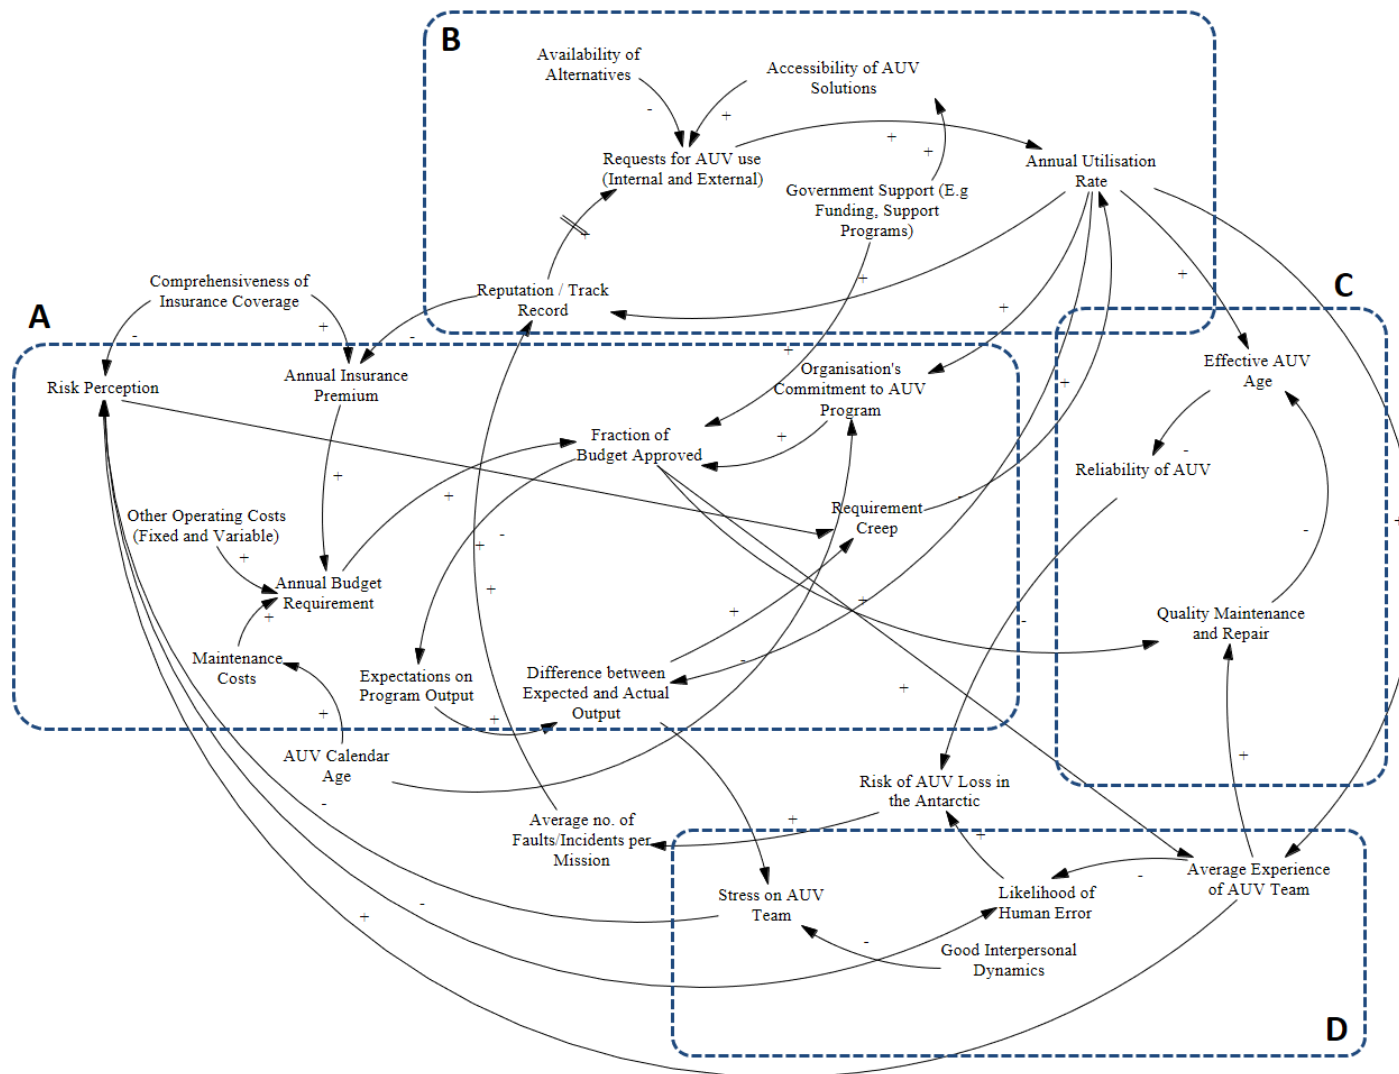 B
Availability of
Alternatives
Accessibility of AUV
Solutions
-
+
Requests for AUV use
(Internal and External)
+
+
Annual Utilisation
Rate
Government Support (E.g
Funding, Support
Programs)
+
Comprehensiveness of
Insurance Coverage
Reputation / Track
Record
+
+
+
C
A
-
+
-
+
Risk Perception
Annual Insurance
Premium
Organisation's
Commitment to AUV
Program
Effective AUV
Age
+
Fraction of
Budget Approved
+
-
Reliability of AUV
+
+
-
Other Operating Costs
(Fixed and Variable)
Requirement
Creep
+
-
+
-
+
Annual Budget
Requirement
+
+
+
+
-
Quality Maintenance
and Repair
Maintenance
Costs
Expectations on
Program Output
Difference between
Expected and Actual
Output
-
+
+
+
AUV Calendar
Age
+
Risk of AUV Loss in
the Antarctic
-
Average no. of
Faults/Incidents per
Mission
+
+
Stress on AUV
Team
Likelihood of
Human Error
-
Average Experience
of AUV Team
+
-
-
Good Interpersonal
Dynamics
D